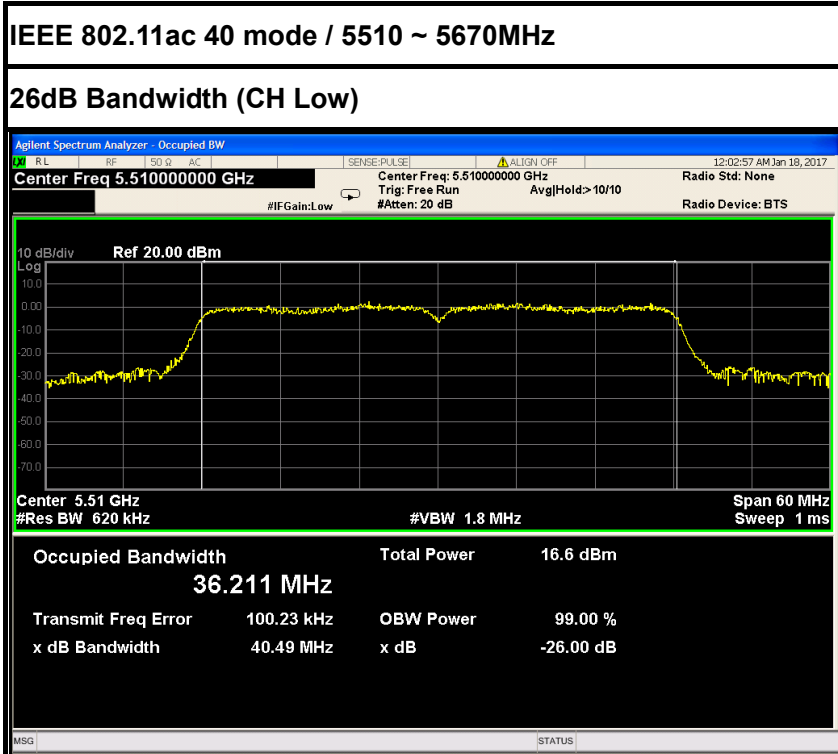 IEEE 802.11ac 40 mode / 5510 ~ 5670MHz
26dB Bandwidth (CH Low)
Agilent Spectrum Analyzer - Occupied BW
LXI RL RF 50 Ω AC SENSE:PULSE ALIGN OFF 12:02:57 AM Jan 18, 2017
Center Freq 5.510000000 GHz Center Freq: 5.510000000 GHz Radio Std: None
Trig: Free Run Avg|Hold:>10/10
#IFGain:Low #Atten: 20 dB Radio Device: BTS
10 dB/div Ref 20.00 dBm
Log
10.0
0.00
-10.0
-20.0
-30.0
-40.0
-50.0
-60.0
-70.0
Center 5.51 GHz Span 60 MHz
#Res BW 620 kHz #VBW 1.8 MHz Sweep 1 ms
Occupied Bandwidth Total Power 16.6 dBm
36.211 MHz
Transmit Freq Error 100.23 kHz OBW Power 99.00 %
x dB Bandwidth 40.49 MHz x dB -26.00 dB
MSG STATUS